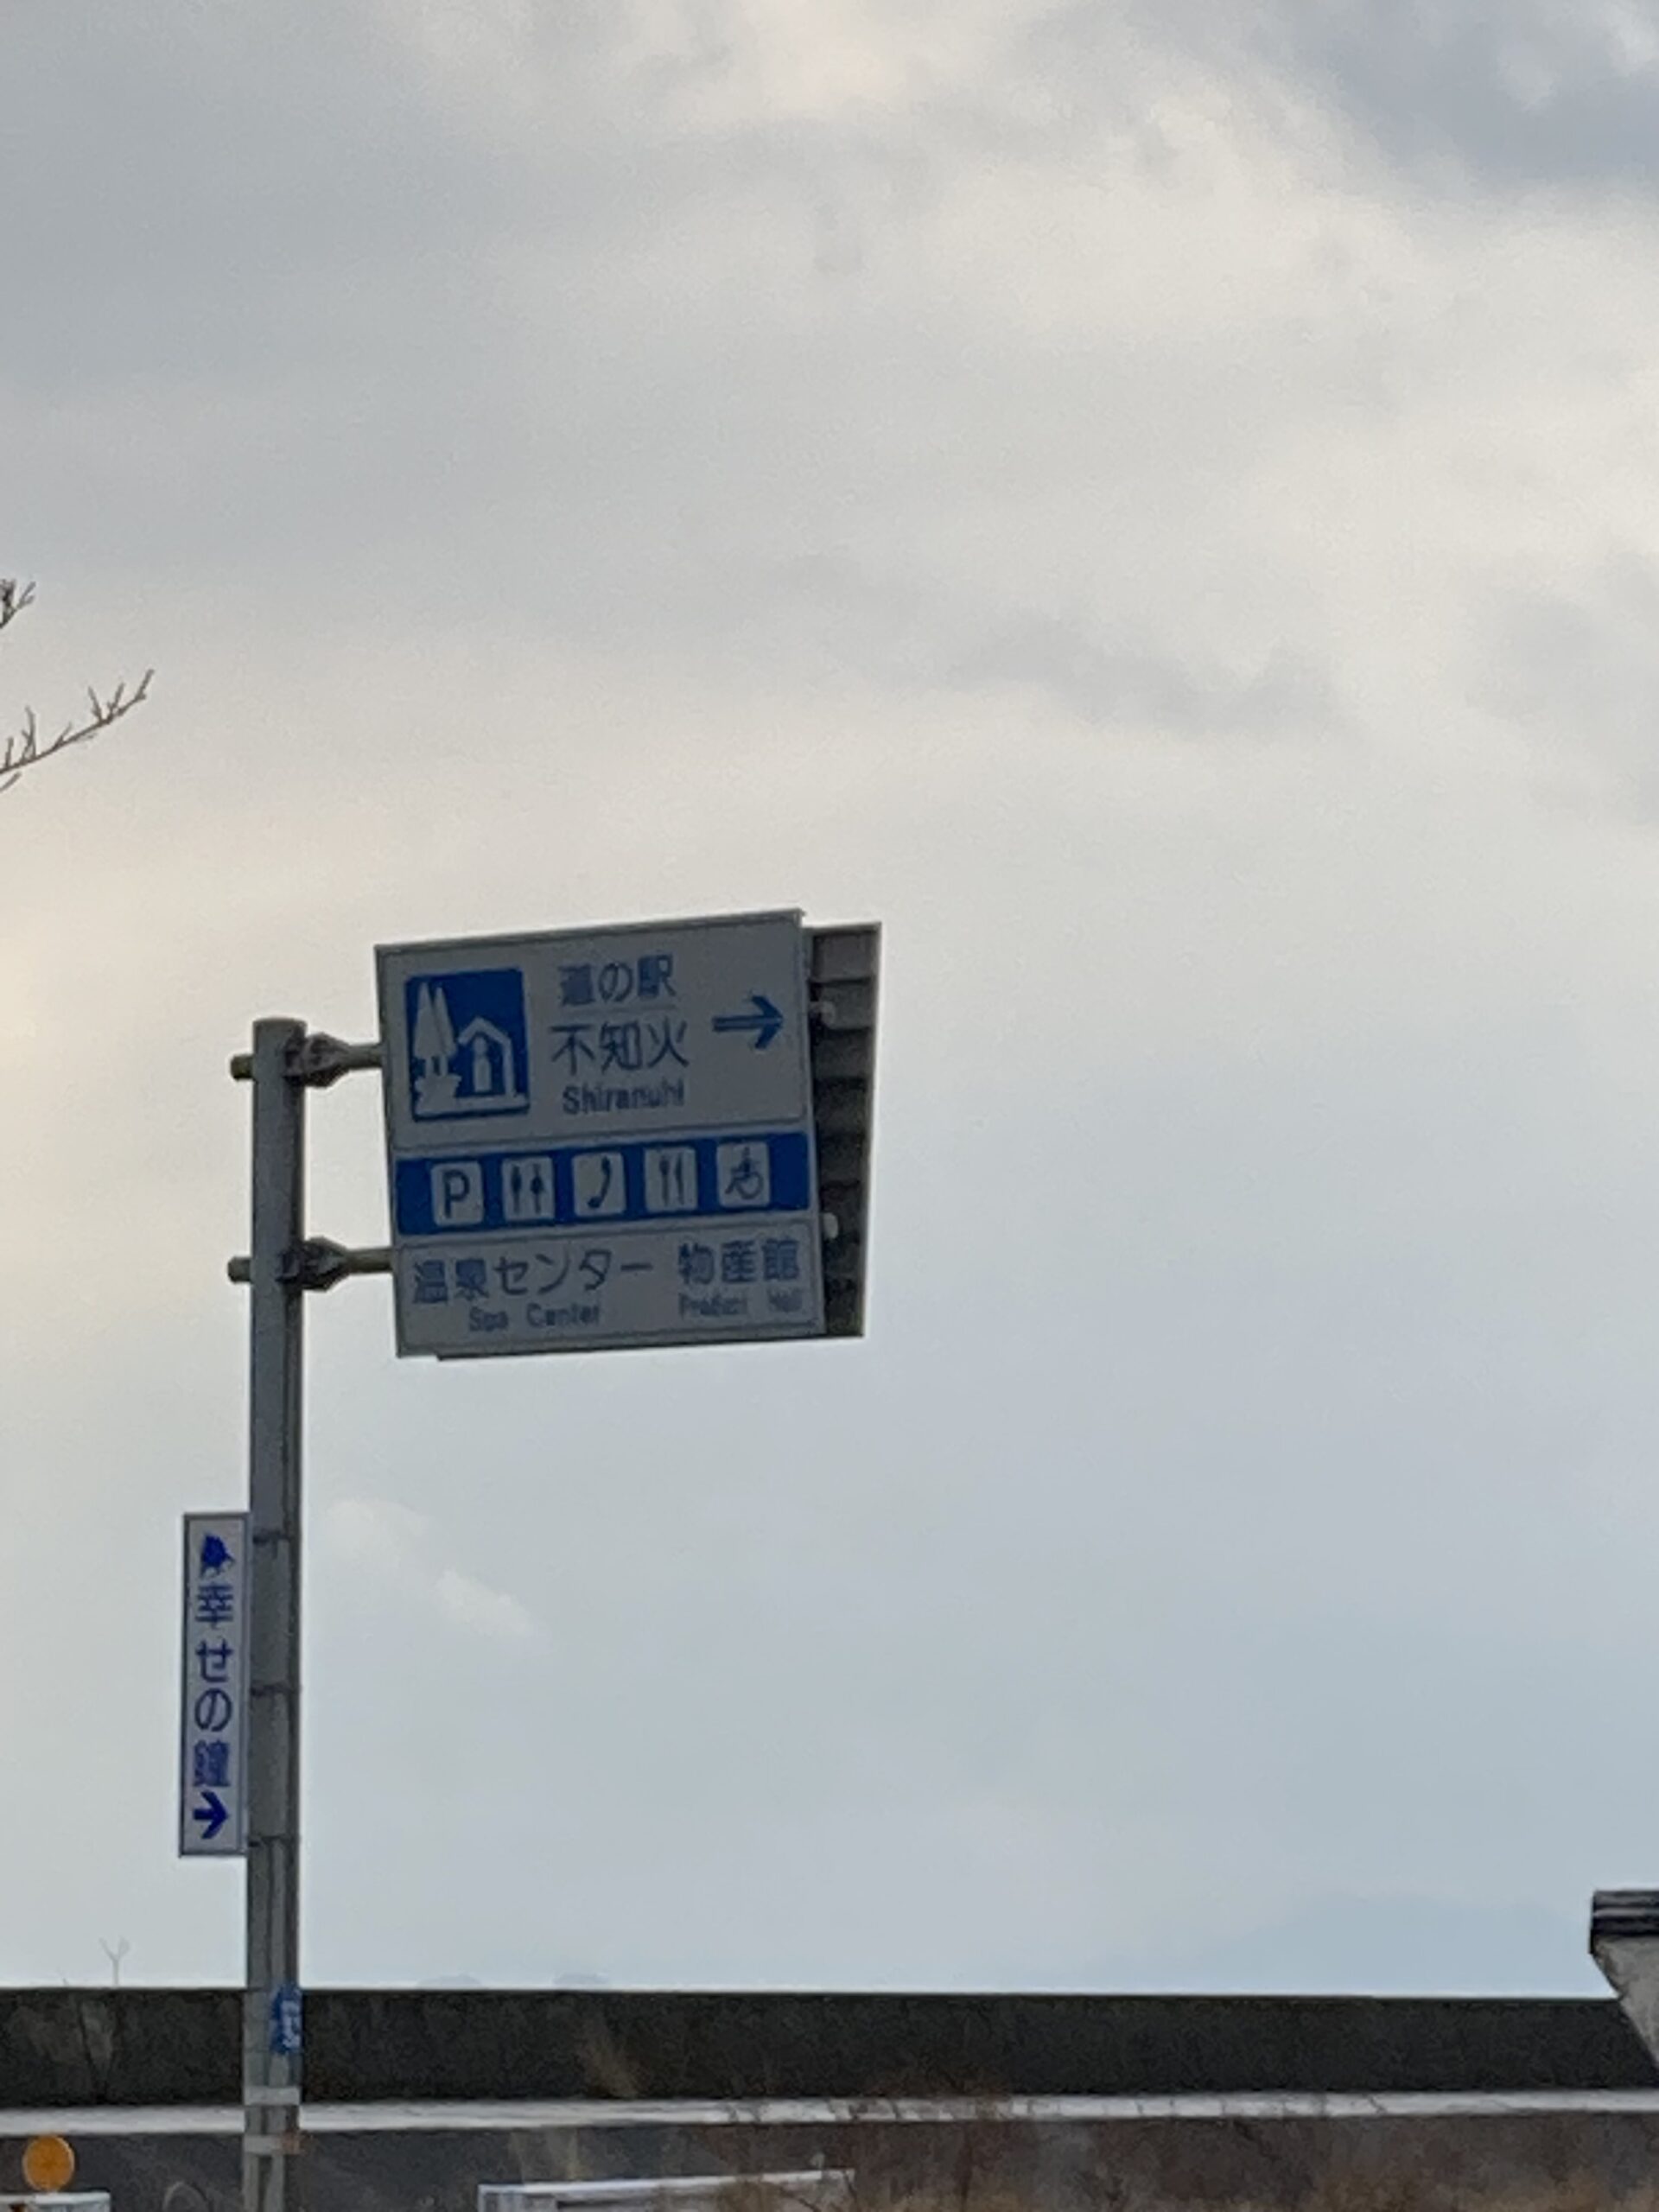 道の駅
不知火 →
Shiranuhi
P
温泉センター 物産館
Spa Center Product Hall
幸せの鐘→